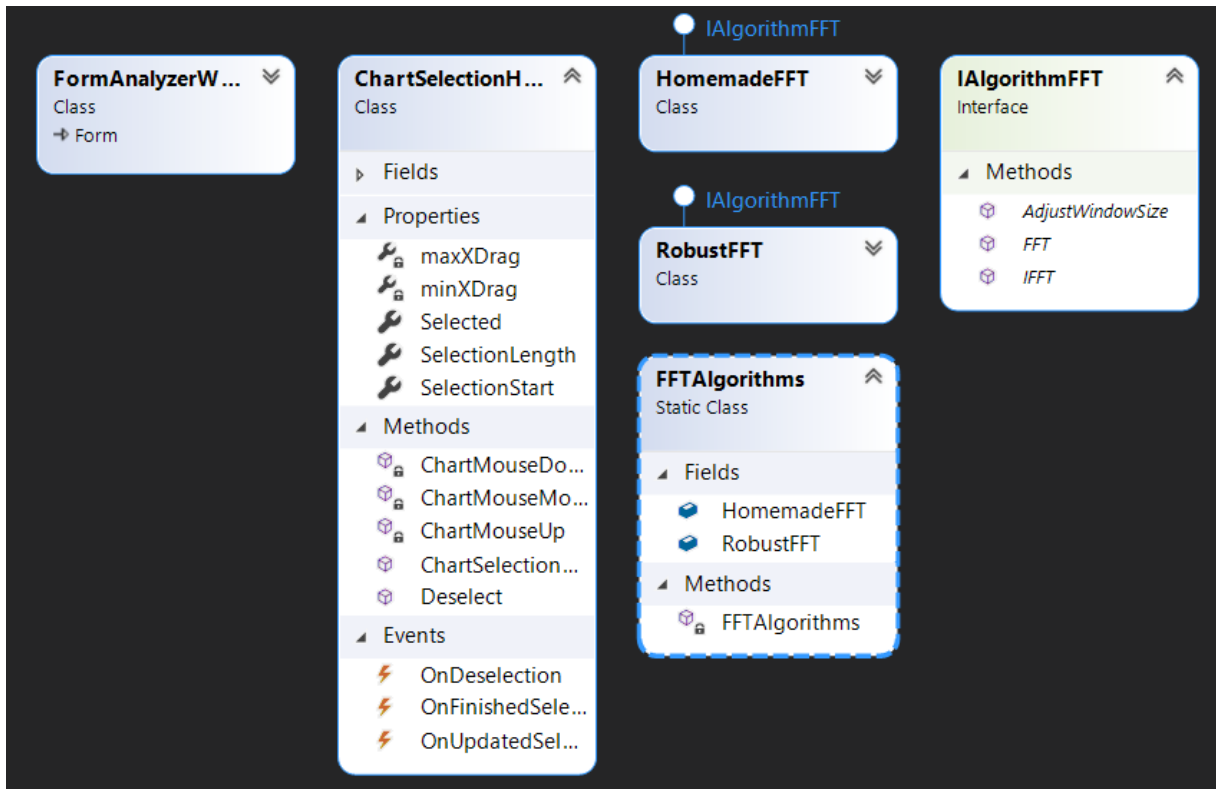 FormAnalyzerW...
Class
Form
ChartSelectionH...
Class
Fields
Properties
maxXDrag
minXDrag
Selected
SelectionLength
SelectionStart
Methods
ChartMouseDo...
ChartMouseMo...
ChartMouseUp
ChartSelection...
Deselect
Events
OnDeselection
OnFinishedSele...
OnUpdatedSel...
IAlgorithmFFT
HomemadeFFT
Class
IAlgorithmFFT
RobustFFT
Class
FFTAlgorithms
Static Class
Fields
HomemadeFFT
RobustFFT
Methods
FFTAlgorithms
IAlgorithmFFT
Interface
Methods
AdjustWindowSize
FFT
IFFT